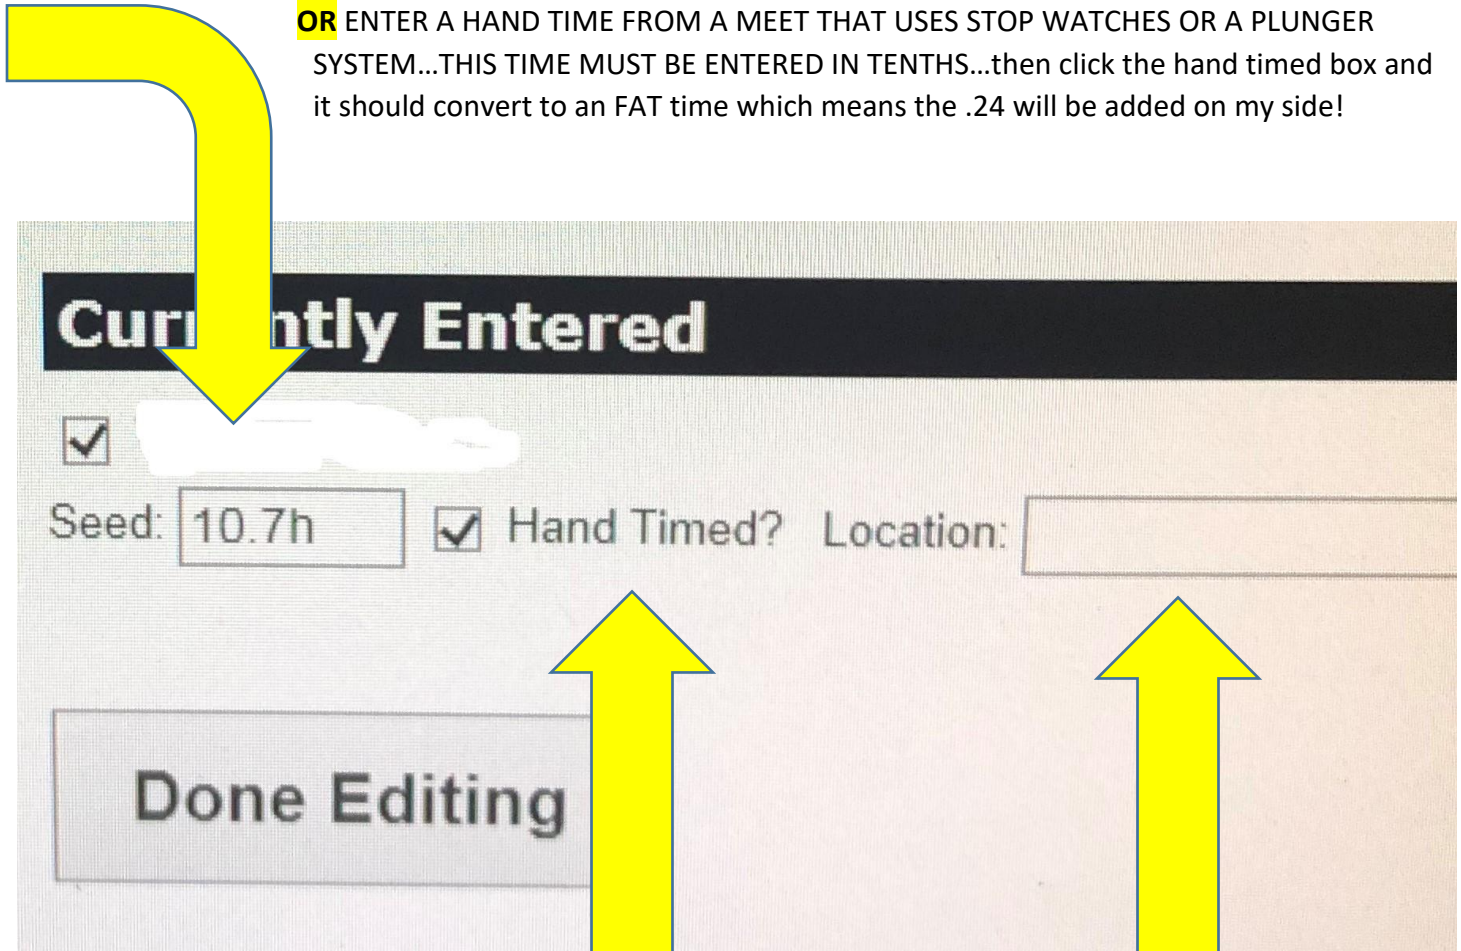 OR ENTER A HAND TIME FROM A MEET THAT USES STOP WATCHES OR A PLUNGER
SYSTEM…THIS TIME MUST BE ENTERED IN TENTHS…then click the hand timed box and
it should convert to an FAT time which means the .24 will be added on my side!
Currently Entered
Seed: 10.7h Hand Timed? Location:
Done Editing